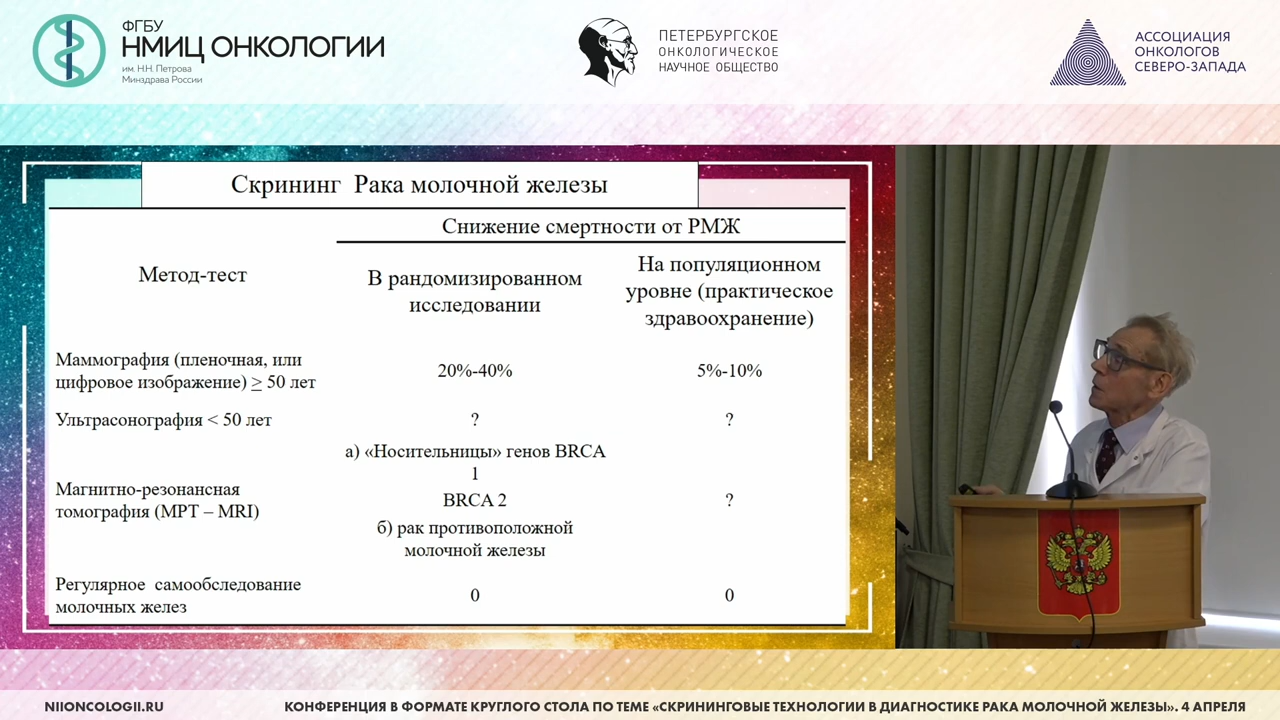 ФГБУ
НМИЦ ОНКОЛОГИИ
им. Н.Н. Петрова
Минздрава России
ПЕТЕРБУРГСКОЕ
ОНКОЛОГИЧЕСКОЕ
НАУЧНОЕ ОБЩЕСТВО
АССОЦИАЦИЯ
ОНКОЛОГОВ
СЕВЕРО-ЗАПАДА
Скрининг Рака молочной железы
Снижение смертности от РМЖ
Метод-тест
В рандомизированном
исследовании
На популяционном
уровне (практическое
здравоохранение)
Маммография (пленочная, или
цифровое изображение) ≥ 50 лет
20%-40%
5%-10%
Ультрасонография < 50 лет
?
?
Магнитно-резонансная
томография (МРТ – MRI)
а) «Носительницы» генов BRCA
1
BRCA 2
б) рак противоположной
молочной железы
?
Регулярное самообследование
молочных желез
0
0
NIIONCOLOGII.RU
КОНФЕРЕНЦИЯ В ФОРМАТЕ КРУГЛОГО СТОЛА ПО ТЕМЕ «СКРИНИНГОВЫЕ ТЕХНОЛОГИИ В ДИАГНОСТИКЕ РАКА МОЛОЧНОЙ ЖЕЛЕЗЫ». 4 АПРЕЛЯ